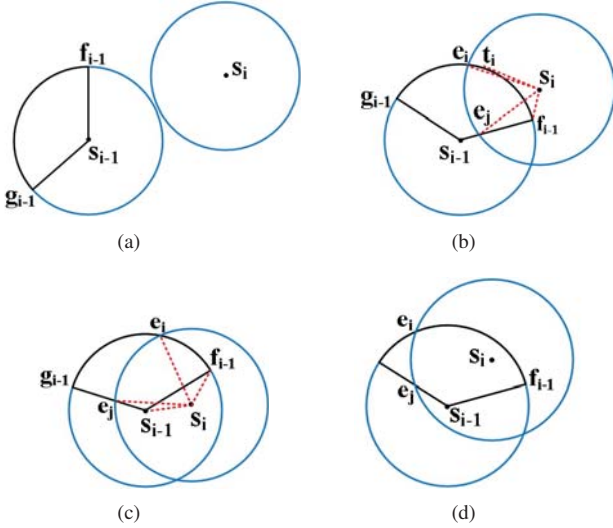 f_{i-1}
s_i
s_{i-1}
g_{i-1}
(a)
e_i t_i
s_i
g_{i-1}
e_j
f_{i-1}
s_{i-1}
(b)
e_i
f_{i-1}
g_{i-1}
e_j
s_{i-1} s_i
(c)
e_i
s_i
e_j f_{i-1}
s_{i-1}
(d)